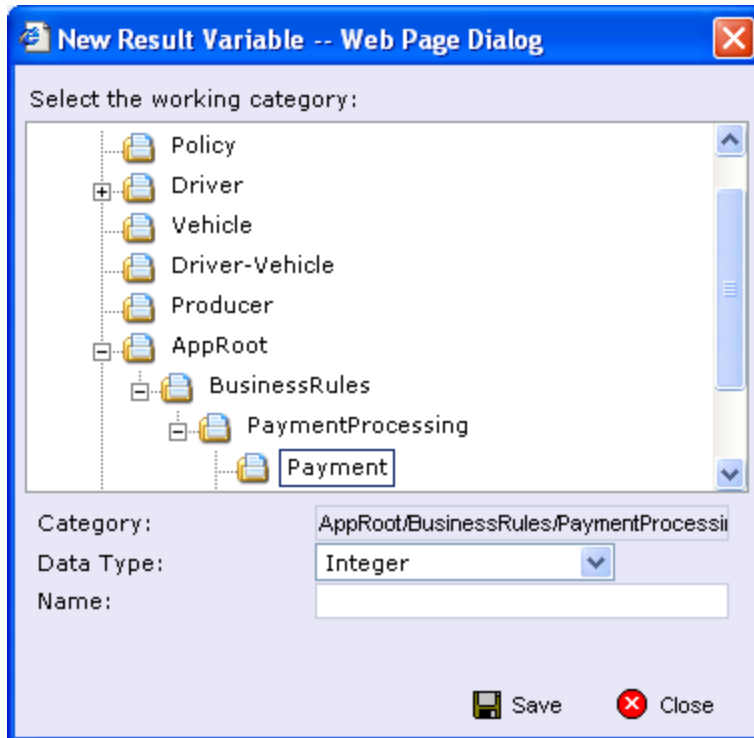 New Result Variable -- Web Page Dialog
Select the working category:
Policy
Driver
Vehicle
Driver-Vehicle
Producer
AppRoot
BusinessRules
PaymentProcessing
Payment
Category: AppRoot/BusinessRules/PaymentProcessi
Data Type: Integer
Name:
Save Close